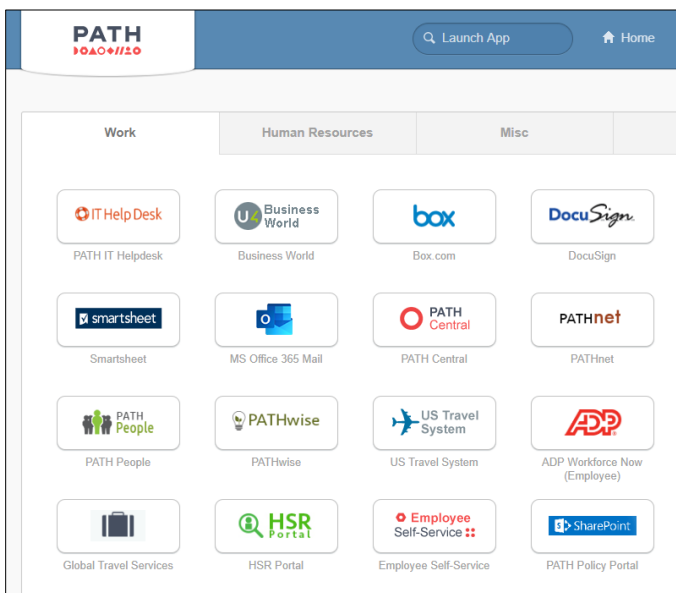 PATH
Launch App
Home
Work
Human Resources
Misc
IT Help Desk
U4 Business World
box
DocuSign
PATH IT Helpdesk
Business World
Box.com
DocuSign
smartsheet
o
PATH Central
PATHnet
Smartsheet
MS Office 365 Mail
PATH Central
PATHnet
PATH People
PATHwise
US Travel System
ADP
PATH People
PATHwise
US Travel System
ADP Workforce Now
(Employee)
HSR Portal
Employee Self-Service
S SharePoint
Global Travel Services
HSR Portal
Employee Self-Service
PATH Policy Portal